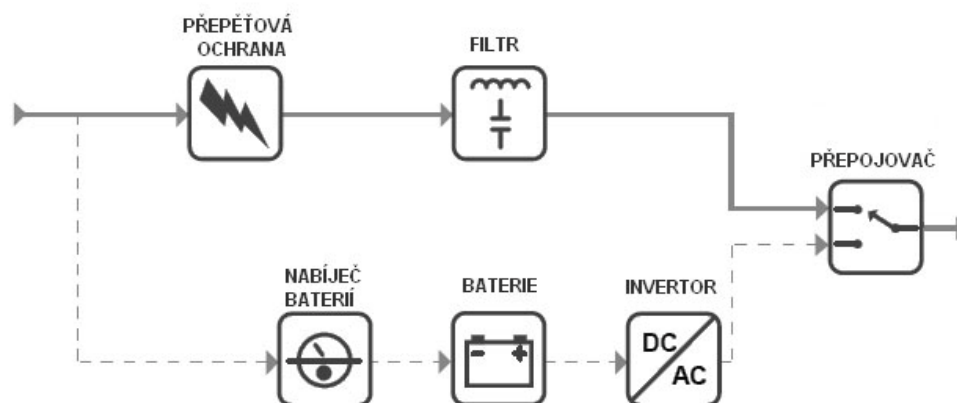 PŘEPĚŤOVÁ
OCHRANA
FILTR
PŘEPOJOVAČ
NABÍJEČ
BATERIÍ
BATERIE
INVERTOR
DC
AC